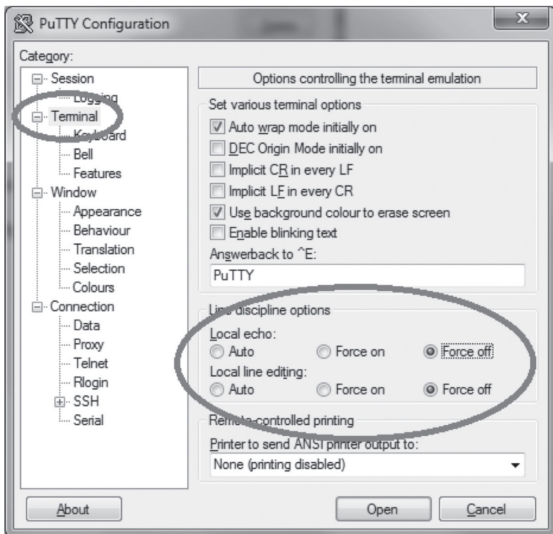 PuTTY Configuration
Category:
Session
Logging
Terminal
Keyboard
Bell
Features
Window
Appearance
Behaviour
Translation
Selection
Colours
Connection
Data
Proxy
Telnet
Rlogin
SSH
Serial
Options controlling the terminal emulation
Set various terminal options
Auto wrap mode initially on
DEC Origin Mode initially on
Implicit CR in every LF
Implicit LF in every CR
Use background colour to erase screen
Enable blinking text
Answerback to ^E:
PuTTY
Line discipline options
Local echo:
Auto Force on Force off
Local line editing:
Auto Force on Force off
Remote-controlled printing
Printer to send ANSI printer output to:
None (printing disabled)
About Open Cancel